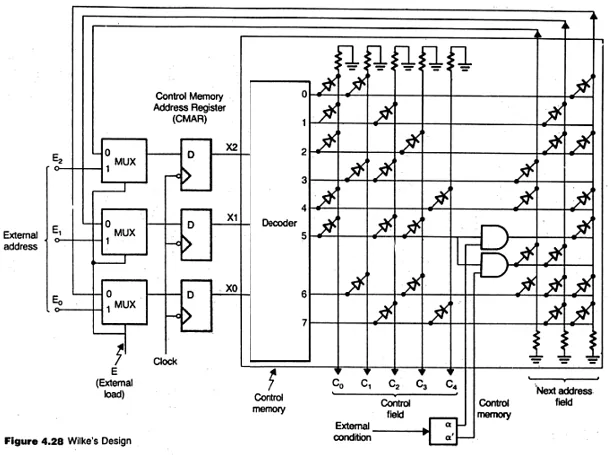 Control Memory
Address Register
(CMAR)
0
1
2
3
4
5
6
7
E2
0
1
MUX
D
X2
External
address
E1
0
1
MUX
D
X1
Decoder
E0
0
1
MUX
D
X0
E
(External
load)
Clock
Control
memory
C0
C1
C2
C3
C4
Control
field
Control
memory
Next address
field
External
condition
α
α'
Figure 4.28 Wilke's Design